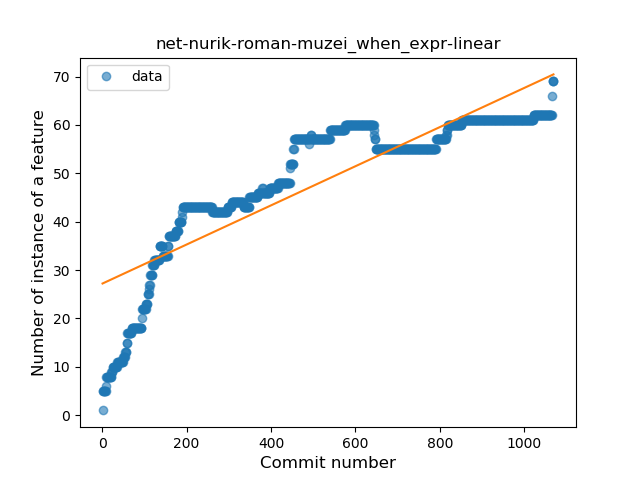 net-nurik-roman-muzei_when_expr-linear
data
Number of instance of a feature
70
60
50
40
30
20
10
0
0 200 400 600 800 1000
Commit number